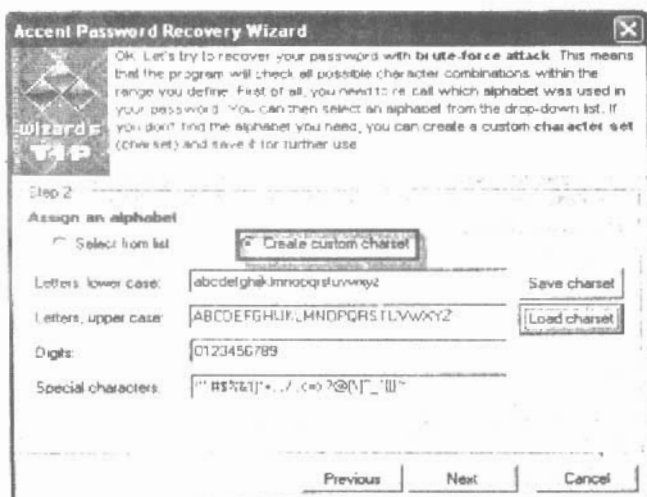 Accent Password Recovery Wizard
OK. Let's try to recover your password with brute-force attack. This means
that the program will check all possible character combinations within the
range you define. First of all, you need to re call which alphabet was used in
your password. You can then select an alphabet from the drop-down list. If
you don't find the alphabet you need, you can create a custom character set
(charset) and save it for further use
wizard's
TIP
Step 2
Assign an alphabet
Select from list
Create custom charset
Letters, lower case:
abcdefghijklmnopqrstuvwxyz
Save charset
Letters, upper case:
ABCDEFGHIJKLMNOPQRSTUVWXYZ
Load charset
Digits:
0123456789
Special characters:
Previous
Next
Cancel